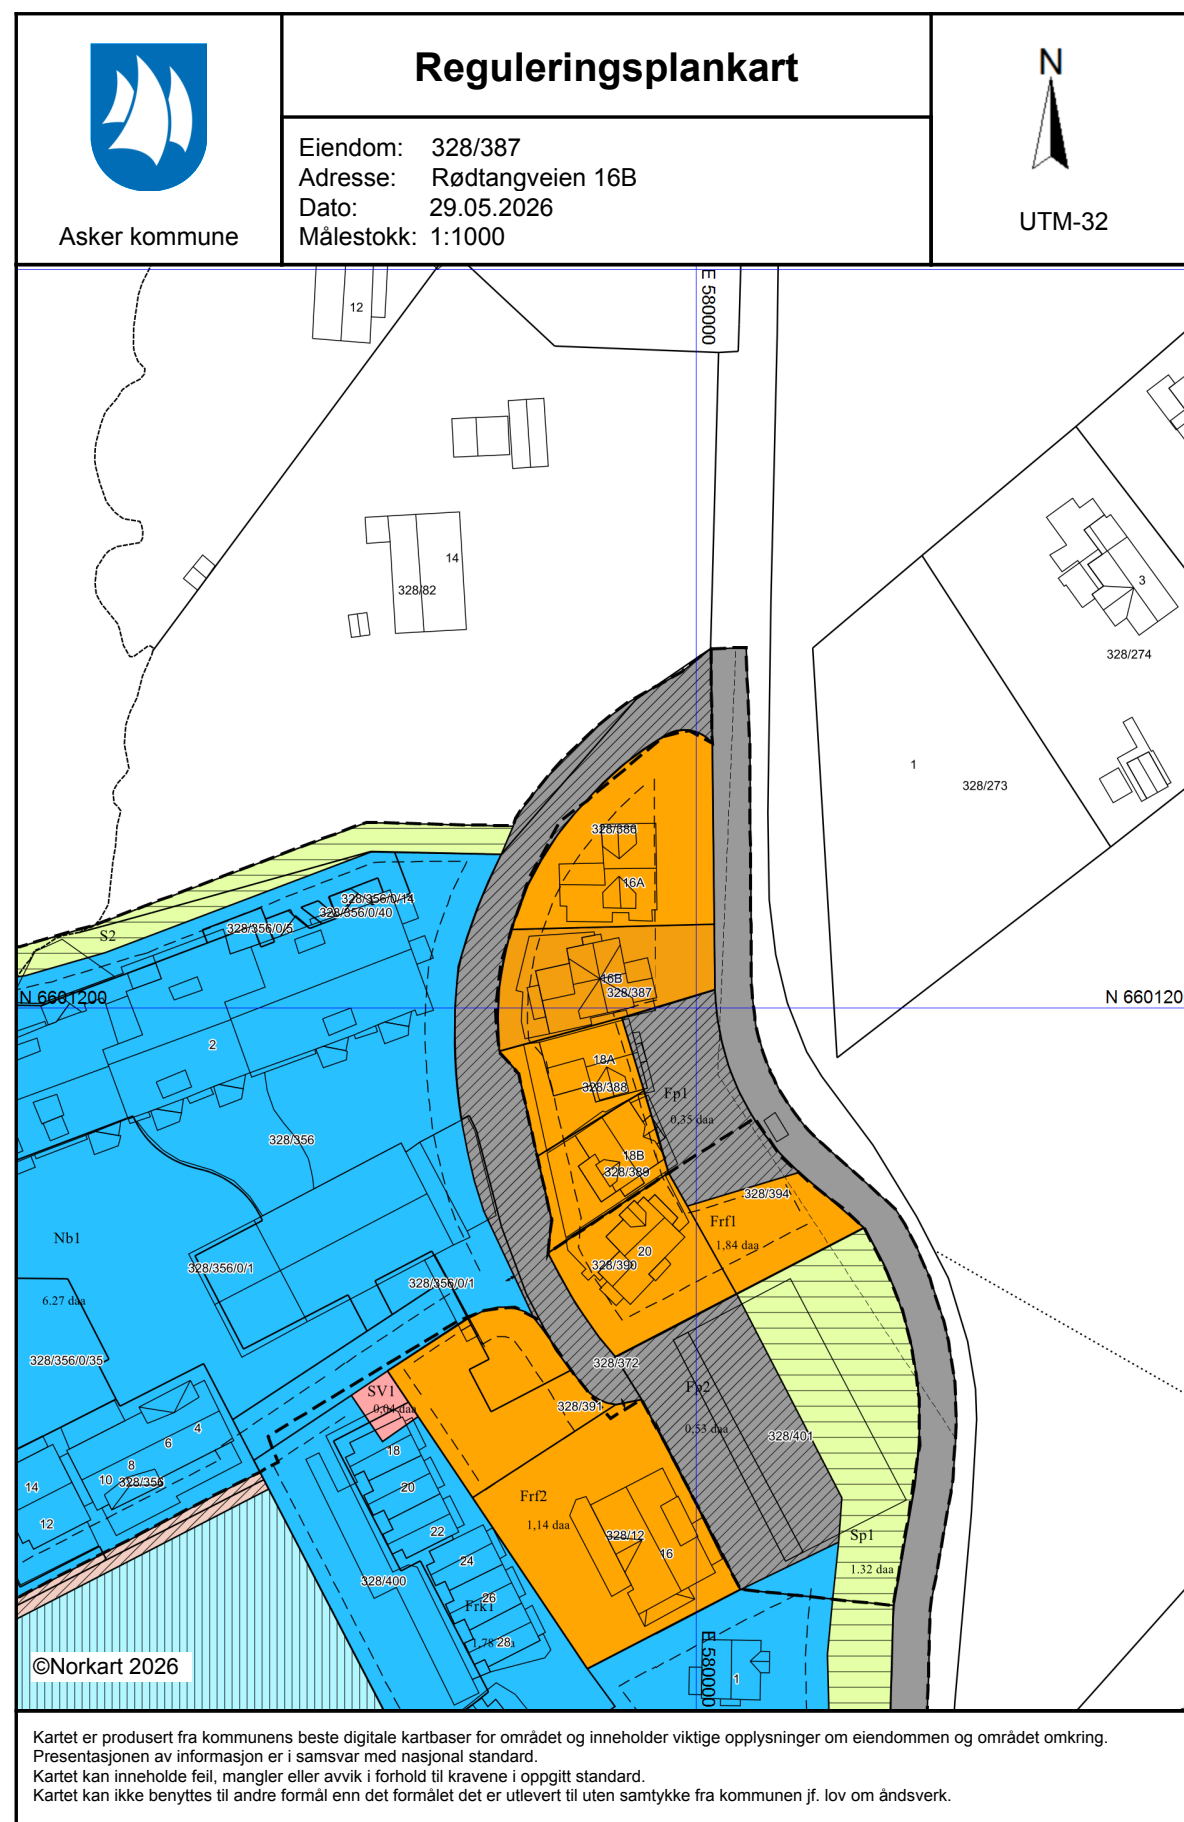 Asker kommune
Reguleringsplankart
Eiendom: 328/387
Adresse: Rødtangveien 16B
Dato: 29.05.2026
Målestokk: 1:1000
N
UTM-32
E 580000
12
14
328/82
3
328/274
1
328/273
328/386
16A
328/356/0/14
328/356/0/40
328/356/0/5
S2
16B
328/387
N 6601200
N 660120
2
18A
328/388
Fp1
0,35 daa
328/356
18B
328/389
328/394
Frf1
1,84 daa
Nb1
20
328/390
328/356/0/1
328/356/0/1
6.27 daa
328/356/0/35
328/372
SV1
0,04 daa
328/391
Fp2
0,53 daa
328/401
4
6
8
10
328/356
14
12
18
20
22
24
26
28
Frf2
1,14 daa
328/12
16
Sp1
1.32 daa
328/400
Frk1
E 580000
1
©Norkart 2026
Kartet er produsert fra kommunens beste digitale kartbaser for området og inneholder viktige opplysninger om eiendommen og området omkring.
Presentasjonen av informasjon er i samsvar med nasjonal standard.
Kartet kan inneholde feil, mangler eller avvik i forhold til kravene i oppgitt standard.
Kartet kan ikke benyttes til andre formål enn det formålet det er utlevert til uten samtykke fra kommunen jf. lov om åndsverk.